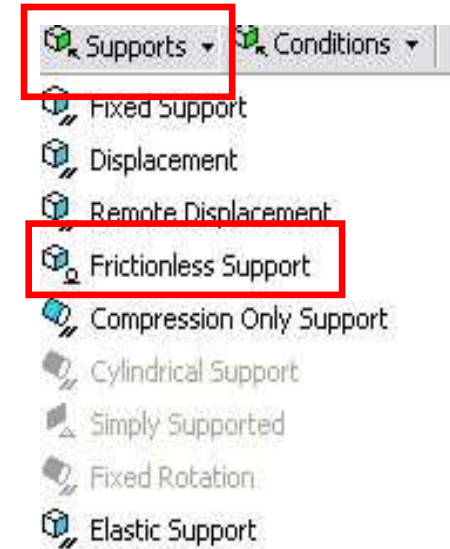 Supports Conditions
Fixed Support
Displacement
Remote Displacement
Frictionless Support
Compression Only Support
Cylindrical Support
Simply Supported
Fixed Rotation
Elastic Support